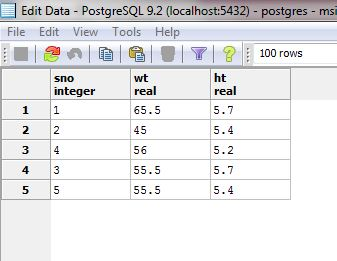 Edit Data - PostgreSQL 9.2 (localhost:5432) - postgres - msi
File Edit View Tools Help
100 rows
sno wt ht
integer real real
1 1 65.5 5.7
2 2 45 5.4
3 4 56 5.2
4 3 55.5 5.7
5 5 55.5 5.4